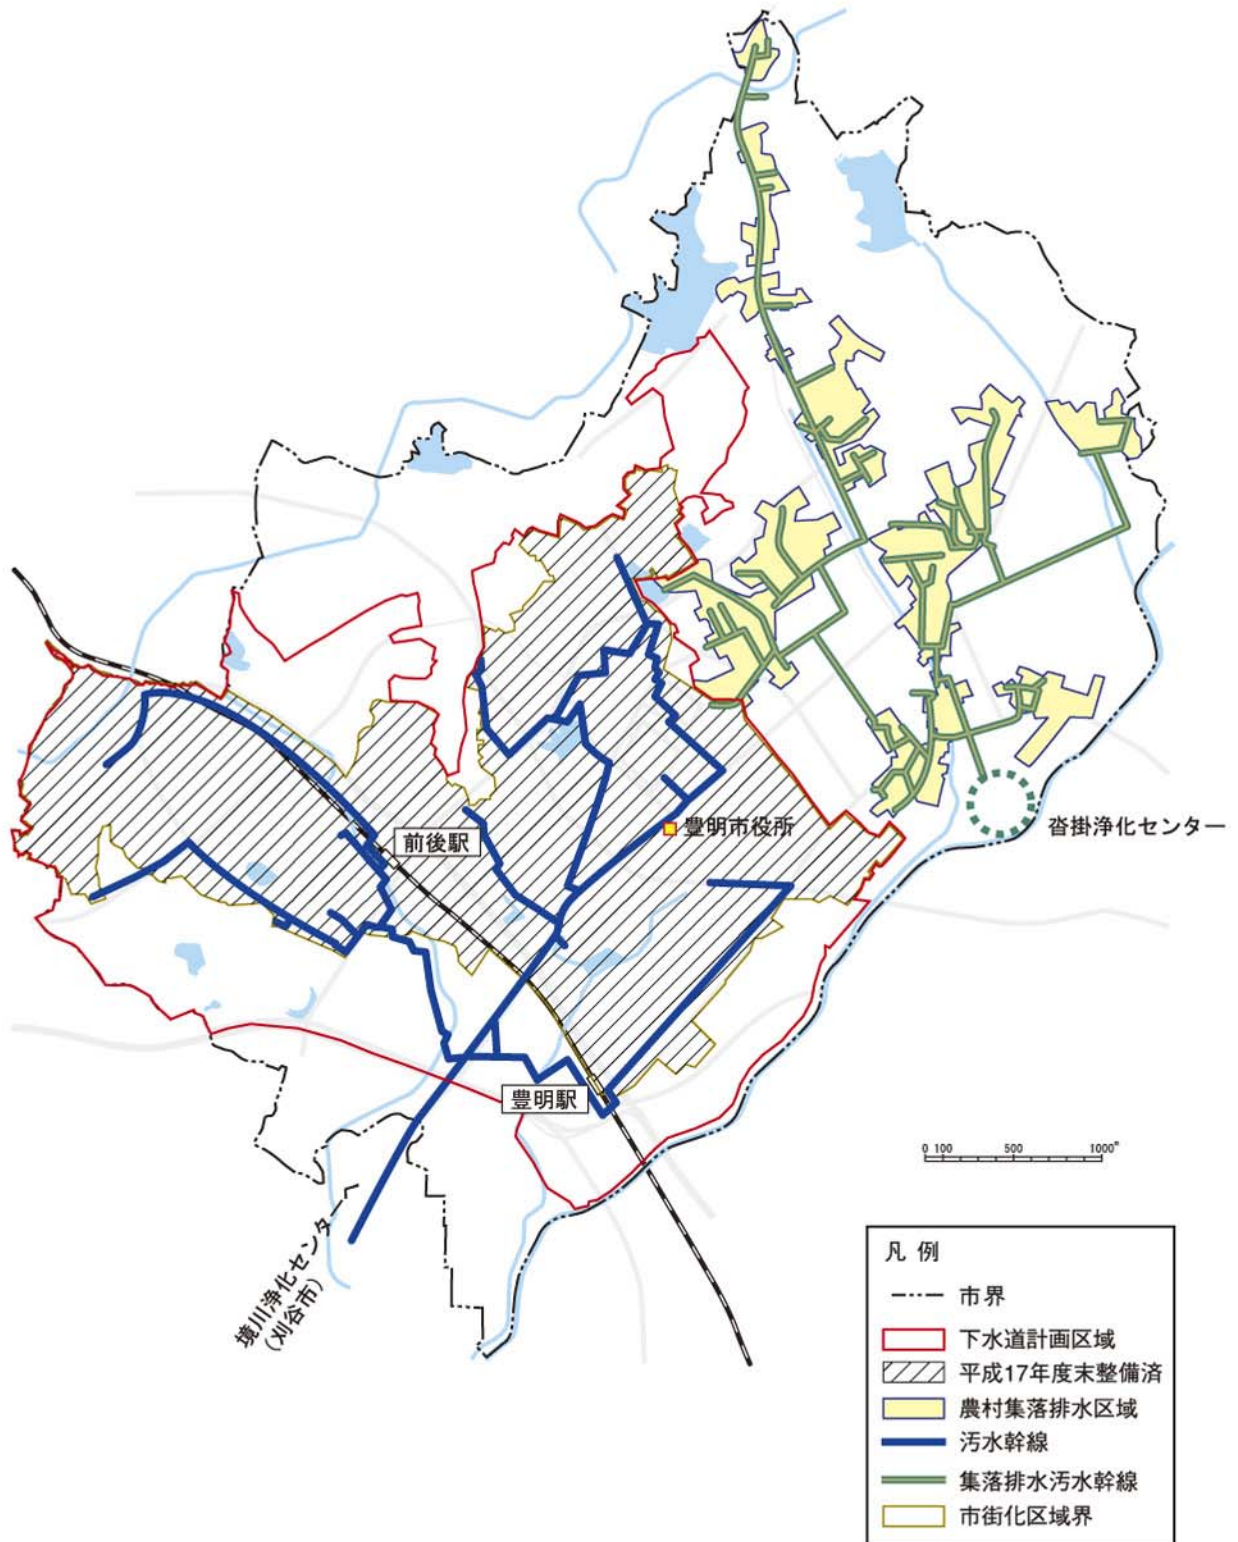 前後駅
豊明市役所
沓掛浄化センター
豊明駅
境川浄化センター
(刈谷市)
0 100 500 1000m
凡 例
市界
下水道計画区域
平成17年度末整備済
農村集落排水区域
汚水幹線
集落排水汚水幹線
市街化区域界